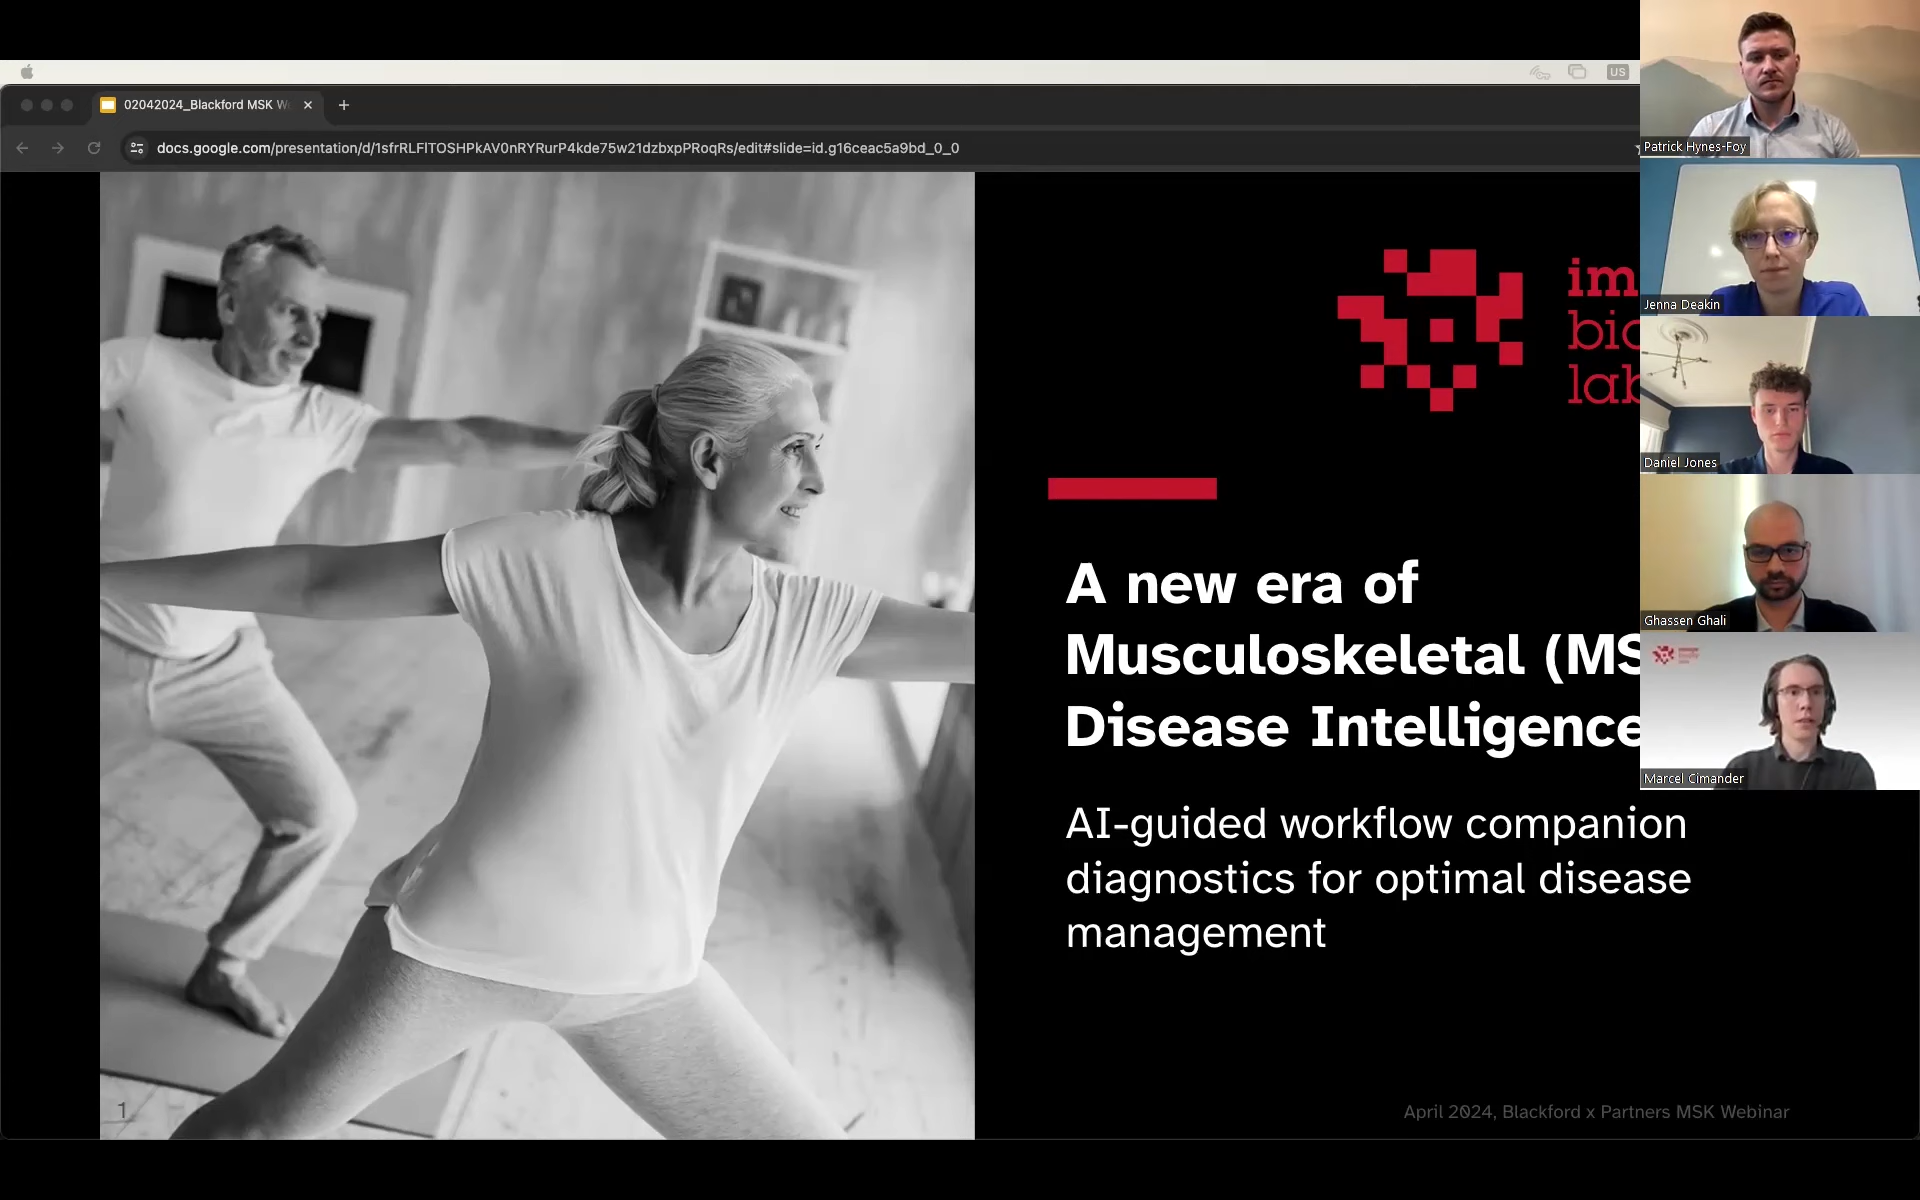 US
02042024_Blackford MSK W
docs.google.com/presentation/d/1sfrRLFlTOSHPkAV0nRYRurP4kde75w21dzbxpPRoqRs/edit#slide=id.g16ceac5a9bd_0_0
im
bio
lab
A new era of
Musculoskeletal (MS
Disease Intelligence
AI-guided workflow companion
diagnostics for optimal disease
management
1
April 2024, Blackford x Partners MSK Webinar
Patrick Hynes-Foy
Jenna Deakin
Daniel Jones
Ghassen Ghali
Marcel Cimander